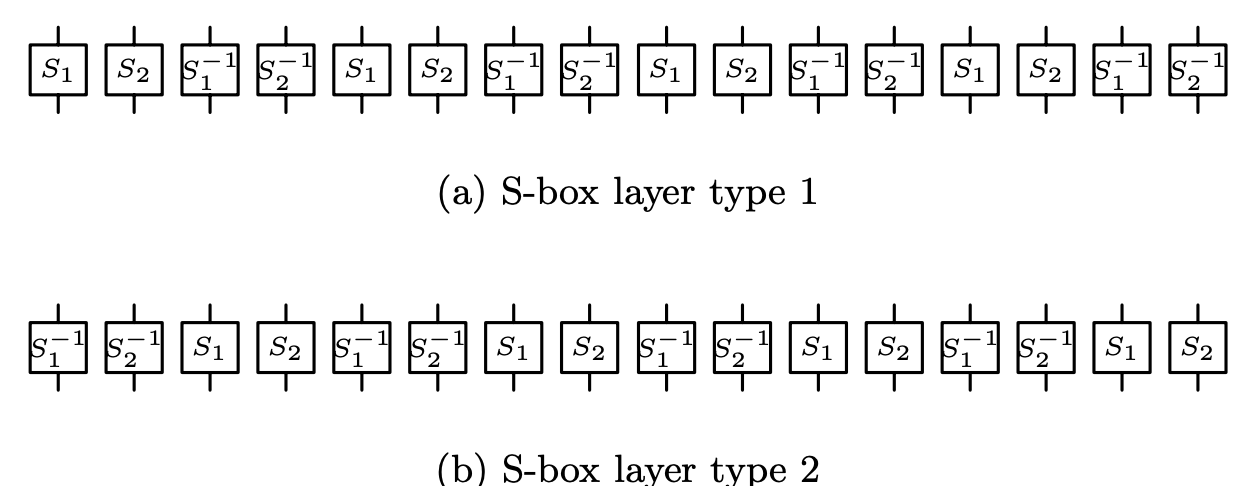 S₁ S₂ S₁⁻¹ S₂⁻¹ S₁ S₂ S₁⁻¹ S₂⁻¹ S₁ S₂ S₁⁻¹ S₂⁻¹ S₁ S₂ S₁⁻¹ S₂⁻¹
(a) S-box layer type 1
S₁⁻¹ S₂⁻¹ S₁ S₂ S₁⁻¹ S₂⁻¹ S₁ S₂ S₁⁻¹ S₂⁻¹ S₁ S₂ S₁⁻¹ S₂⁻¹ S₁ S₂
(b) S-box layer type 2